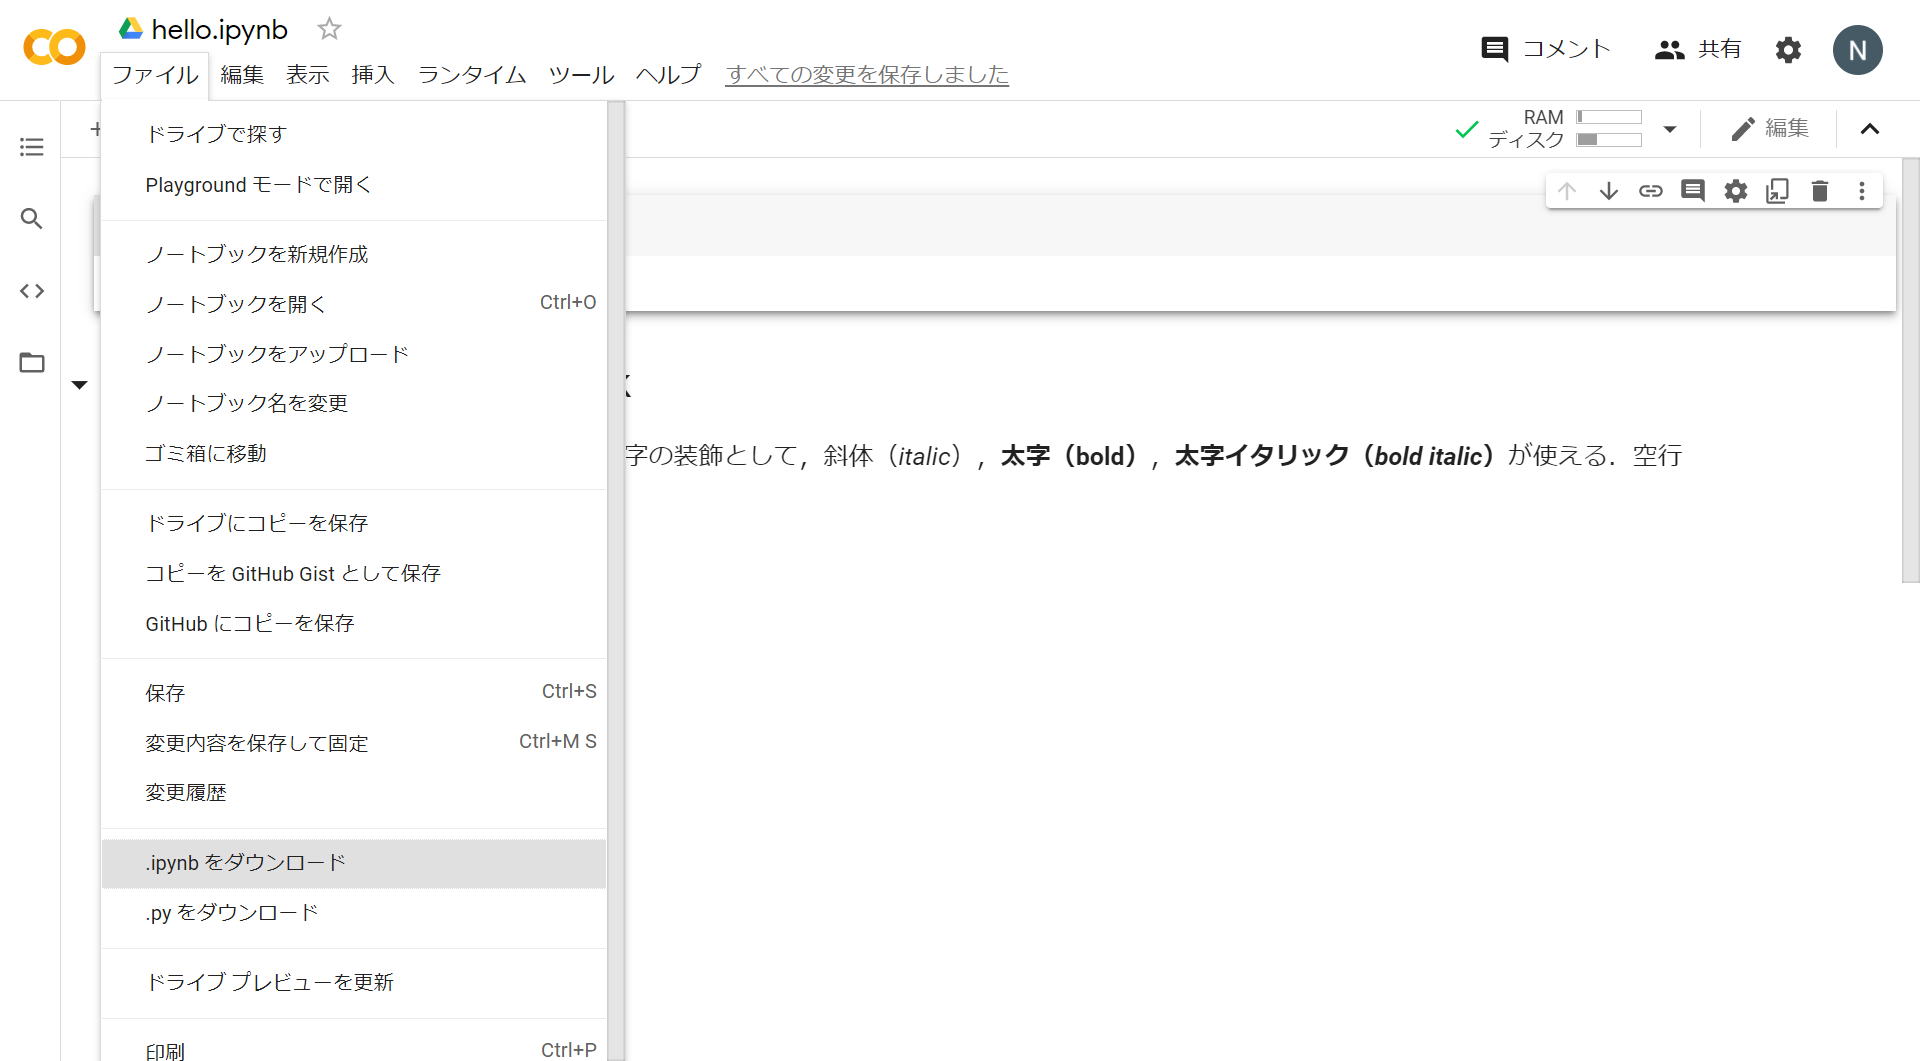 hello.ipynb
ファイル 編集 表示 挿入 ランタイム ツール ヘルプ すべての変更を保存しました
コメント 共有 N
RAM
ディスク
編集
ドライブで探す
Playground モードで開く
ノートブックを新規作成
ノートブックを開く Ctrl+O
ノートブックをアップロード
ノートブック名を変更
ゴミ箱に移動
字の装飾として，斜体（italic），太字（bold），太字イタリック（bold italic）が使える．空行
ドライブにコピーを保存
コピーを GitHub Gist として保存
GitHub にコピーを保存
保存 Ctrl+S
変更内容を保存して固定 Ctrl+M S
変更履歴
.ipynb をダウンロード
.py をダウンロード
ドライブ プレビューを更新
印刷 Ctrl+P